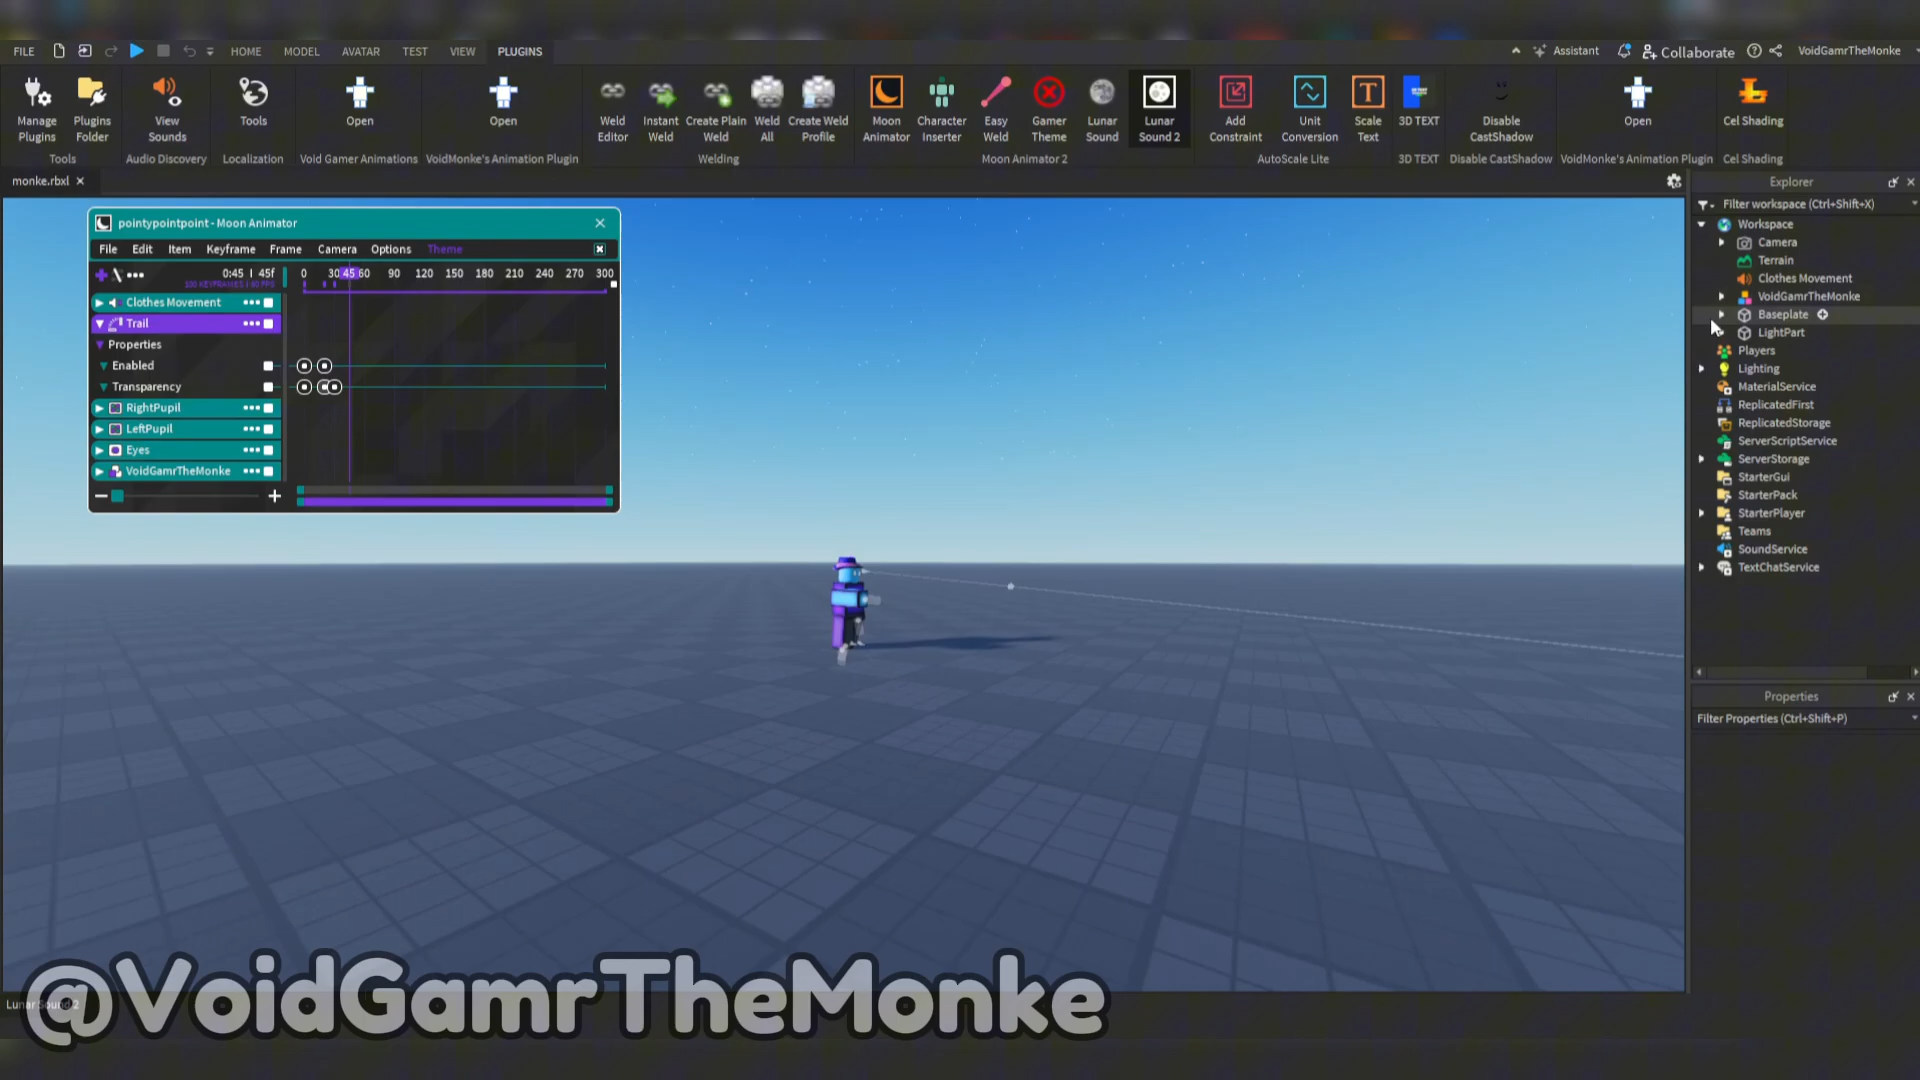 FILE HOME MODEL AVATAR TEST VIEW PLUGINS Assistant Collaborate VoidGamrTheMonke
Manage Plugins
Plugins Folder
Tools
View Sounds
Audio Discovery
Tools
Localization
Open
Void Gamer Animations
Open
VoidMonke's Animation Plugin
Weld Editor
Instant Weld
Create Plain Weld
Weld All
Create Weld Profile
Welding
Moon Animator
Character Inserter
Easy Weld
Gamer Theme
Lunar Sound
Lunar Sound 2
Moon Animator 2
Add Constraint
Unit Conversion
Scale Text
AutoScale Lite
3D TEXT
3D TEXT
Disable CastShadow
Disable CastShadow
Open
VoidMonke's Animation Plugin
Cel Shading
Cel Shading
monke.rbxl
pointypointpoint - Moon Animator
File Edit Item Keyframe Frame Camera Options Theme
0:45 | 45f 0 30 45 60 90 120 150 180 210 240 270 300
100 KEYFRAMES | 60 FPS
Clothes Movement
Trail
Properties
Enabled
Transparency
RightPupil
LeftPupil
Eyes
VoidGamrTheMonke
Explorer
Filter workspace (Ctrl+Shift+X)
Workspace
Camera
Terrain
Clothes Movement
VoidGamrTheMonke
Baseplate
LightPart
Players
Lighting
MaterialService
ReplicatedFirst
ReplicatedStorage
ServerScriptService
ServerStorage
StarterGui
StarterPack
StarterPlayer
Teams
SoundService
TextChatService
Properties
Filter Properties (Ctrl+Shift+P)
Lunar Sound 2
@VoidGamrTheMonke